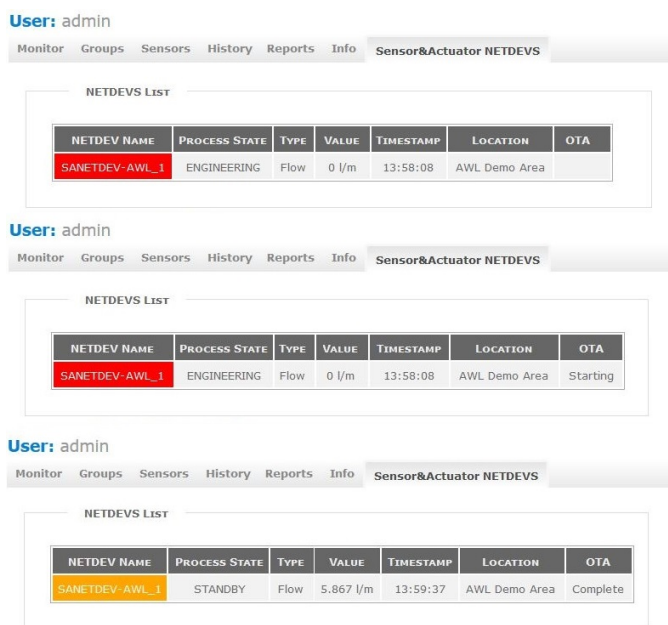 User: admin
Monitor Groups Sensors History Reports Info Sensor&Actuator NETDEVS
NETDEVS List
NETDEV Name Process State Type Value Timestamp Location OTA
SANETDEV-AWL_1 ENGINEERING Flow 0 l/m 13:58:08 AWL Demo Area
User: admin
Monitor Groups Sensors History Reports Info Sensor&Actuator NETDEVS
NETDEVS List
NETDEV Name Process State Type Value Timestamp Location OTA
SANETDEV-AWL_1 ENGINEERING Flow 0 l/m 13:58:08 AWL Demo Area Starting
User: admin
Monitor Groups Sensors History Reports Info Sensor&Actuator NETDEVS
NETDEVS List
NETDEV Name Process State Type Value Timestamp Location OTA
SANETDEV-AWL_1 STANDBY Flow 5.867 l/m 13:59:37 AWL Demo Area Complete